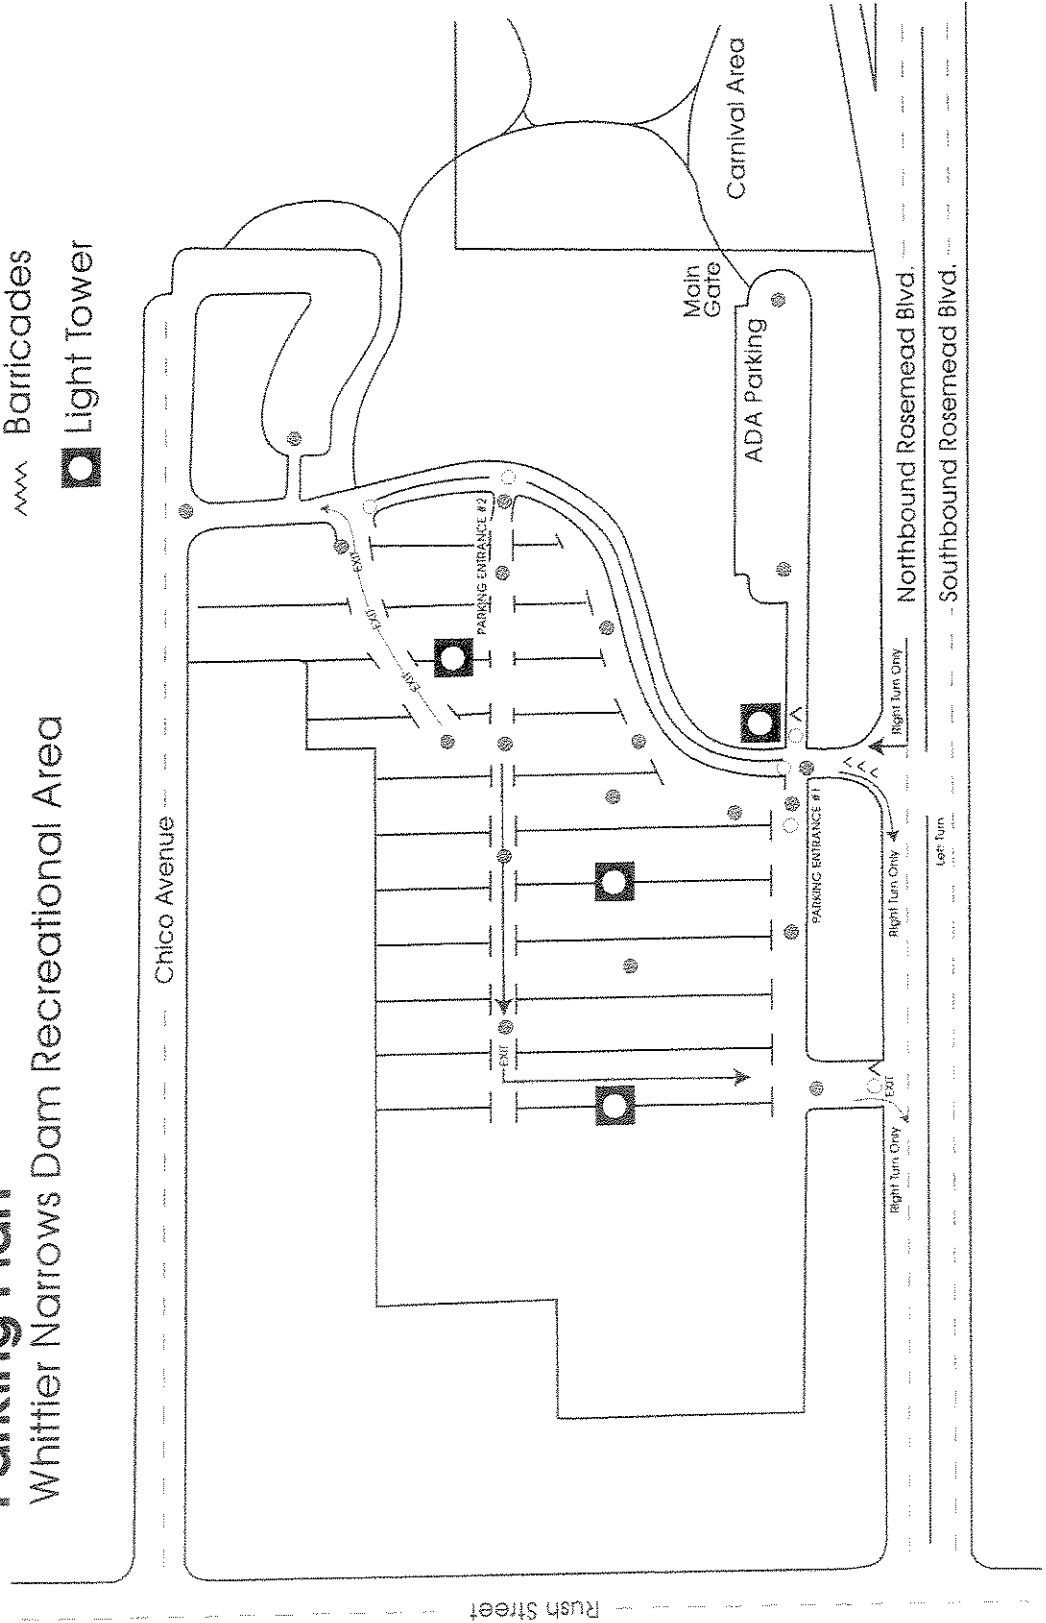 Parking Plan
Whittier Narrows Dam Recreational Area
Barricades
Light Tower
Chico Avenue
EXIT
EXIT
EXIT
PARKING ENTRANCE #2
EXIT
Main
Gate
Carnival Area
ADA Parking
PARKING ENTRANCE #1
EXIT
Right Turn Only
Right Turn Only
Right Turn Only
Left Turn
Northbound Rosemead Blvd.
Southbound Rosemead Blvd.
Rush Street